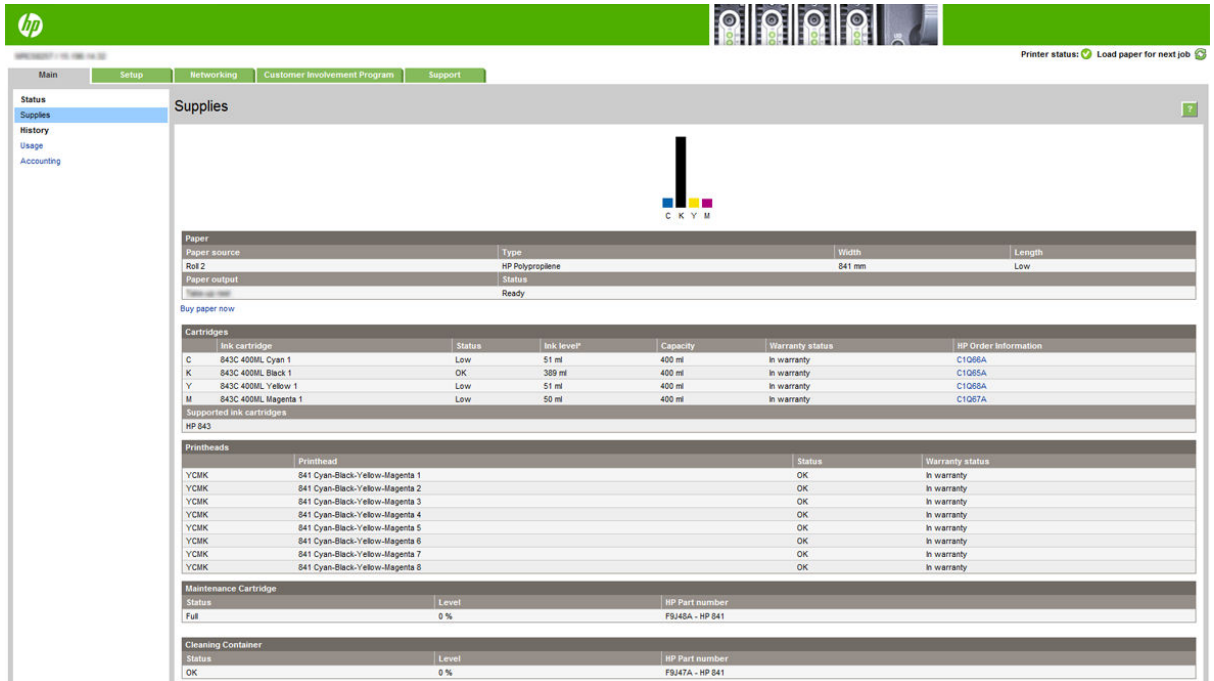 hp
Printer status: Load paper for next job
Main Setup Networking Customer Involvement Program Support
Status
Supplies
History
Usage
Accounting
Supplies
?
C K Y M
Paper
Paper source Type Width Length
Roll 2 HP Polypropilene 841 mm Low
Paper output Status
Ready
Buy paper now
Cartridges
Ink cartridge Status Ink level* Capacity Warranty status HP Order Information
C 843C 400ML Cyan 1 Low 51 ml 400 ml In warranty C1Q66A
K 843C 400ML Black 1 OK 389 ml 400 ml In warranty C1Q65A
Y 843C 400ML Yellow 1 Low 51 ml 400 ml In warranty C1Q68A
M 843C 400ML Magenta 1 Low 50 ml 400 ml In warranty C1Q67A
Supported ink cartridges
HP 843
Printheads
Printhead Status Warranty status
YCMK 841 Cyan-Black-Yellow-Magenta 1 OK In warranty
YCMK 841 Cyan-Black-Yellow-Magenta 2 OK In warranty
YCMK 841 Cyan-Black-Yellow-Magenta 3 OK In warranty
YCMK 841 Cyan-Black-Yellow-Magenta 4 OK In warranty
YCMK 841 Cyan-Black-Yellow-Magenta 5 OK In warranty
YCMK 841 Cyan-Black-Yellow-Magenta 6 OK In warranty
YCMK 841 Cyan-Black-Yellow-Magenta 7 OK In warranty
YCMK 841 Cyan-Black-Yellow-Magenta 8 OK In warranty
Maintenance Cartridge
Status Level HP Part number
Full 0 % F9J48A - HP 841
Cleaning Container
Status Level HP Part number
OK 0 % F9J47A - HP 841